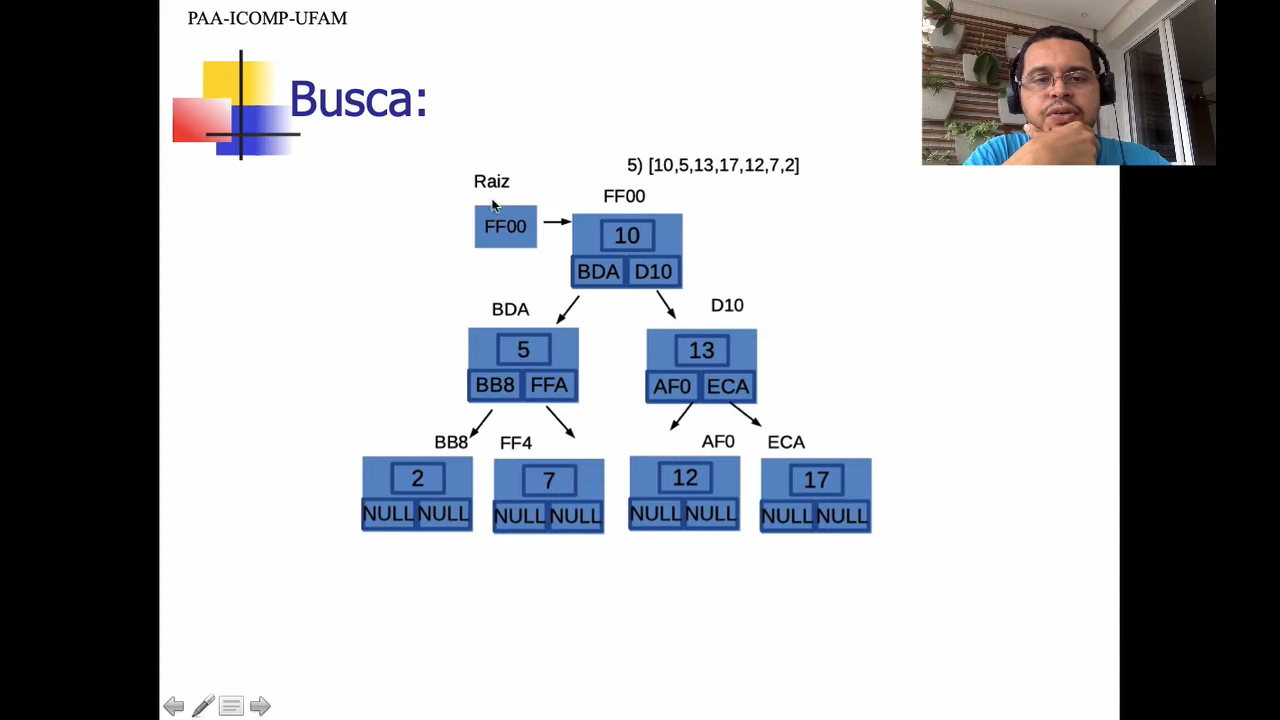 PAA-ICOMP-UFAM
Busca:
5) [10,5,13,17,12,7,2]
Raiz
FF00
FF00
10
BDA D10
BDA
D10
5
13
BB8 FFA
AF0 ECA
BB8
FF4
AF0
ECA
2
7
12
17
NULL NULL
NULL NULL
NULL NULL
NULL NULL